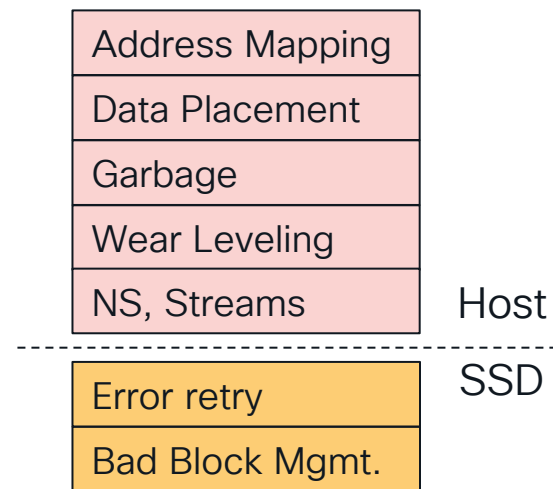 Address Mapping
Data Placement
Garbage
Wear Leveling
NS, Streams
Host
SSD
Error retry
Bad Block Mgmt.